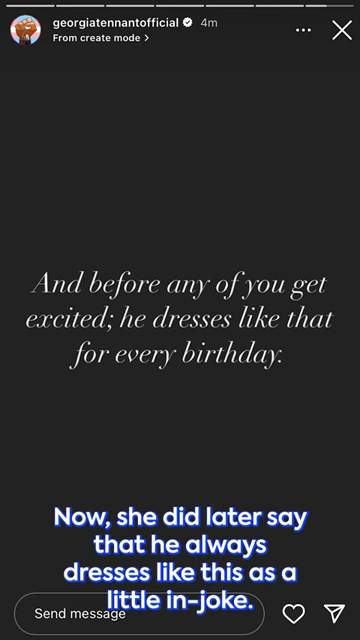 georgiatennantofficial 4m
From create mode >
And before any of you get
excited; he dresses like that
for every birthday.
Now, she did later say
that he always
dresses like this as a
little in-joke.
Send message